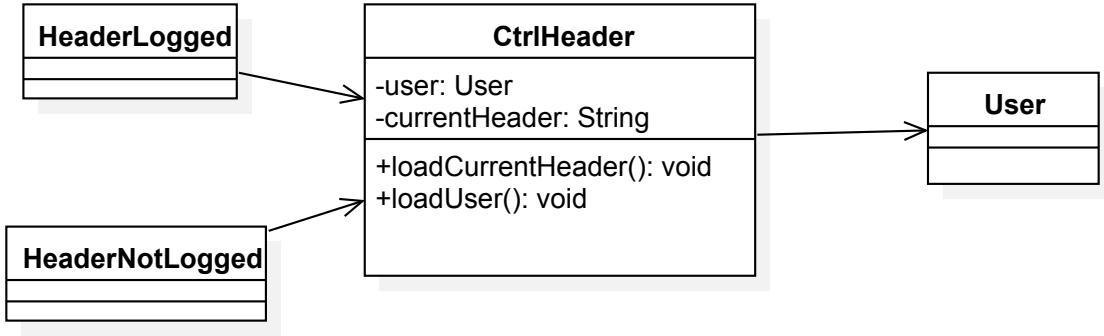 HeaderLogged
CtrlHeader
-user: User
-currentHeader: String
+loadCurrentHeader(): void
+loadUser(): void
User
HeaderNotLogged